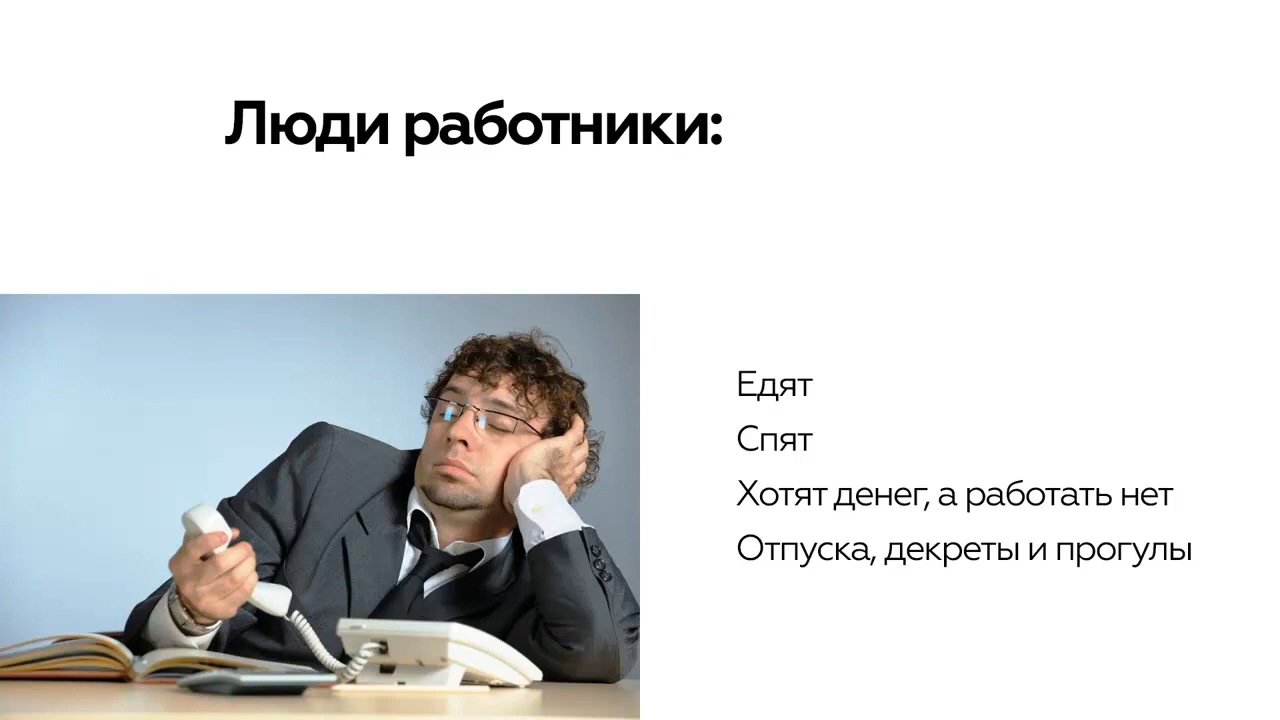 Люди работники:
Едят
Спят
Хотят денег, а работать нет
Отпуска, декреты и прогулы